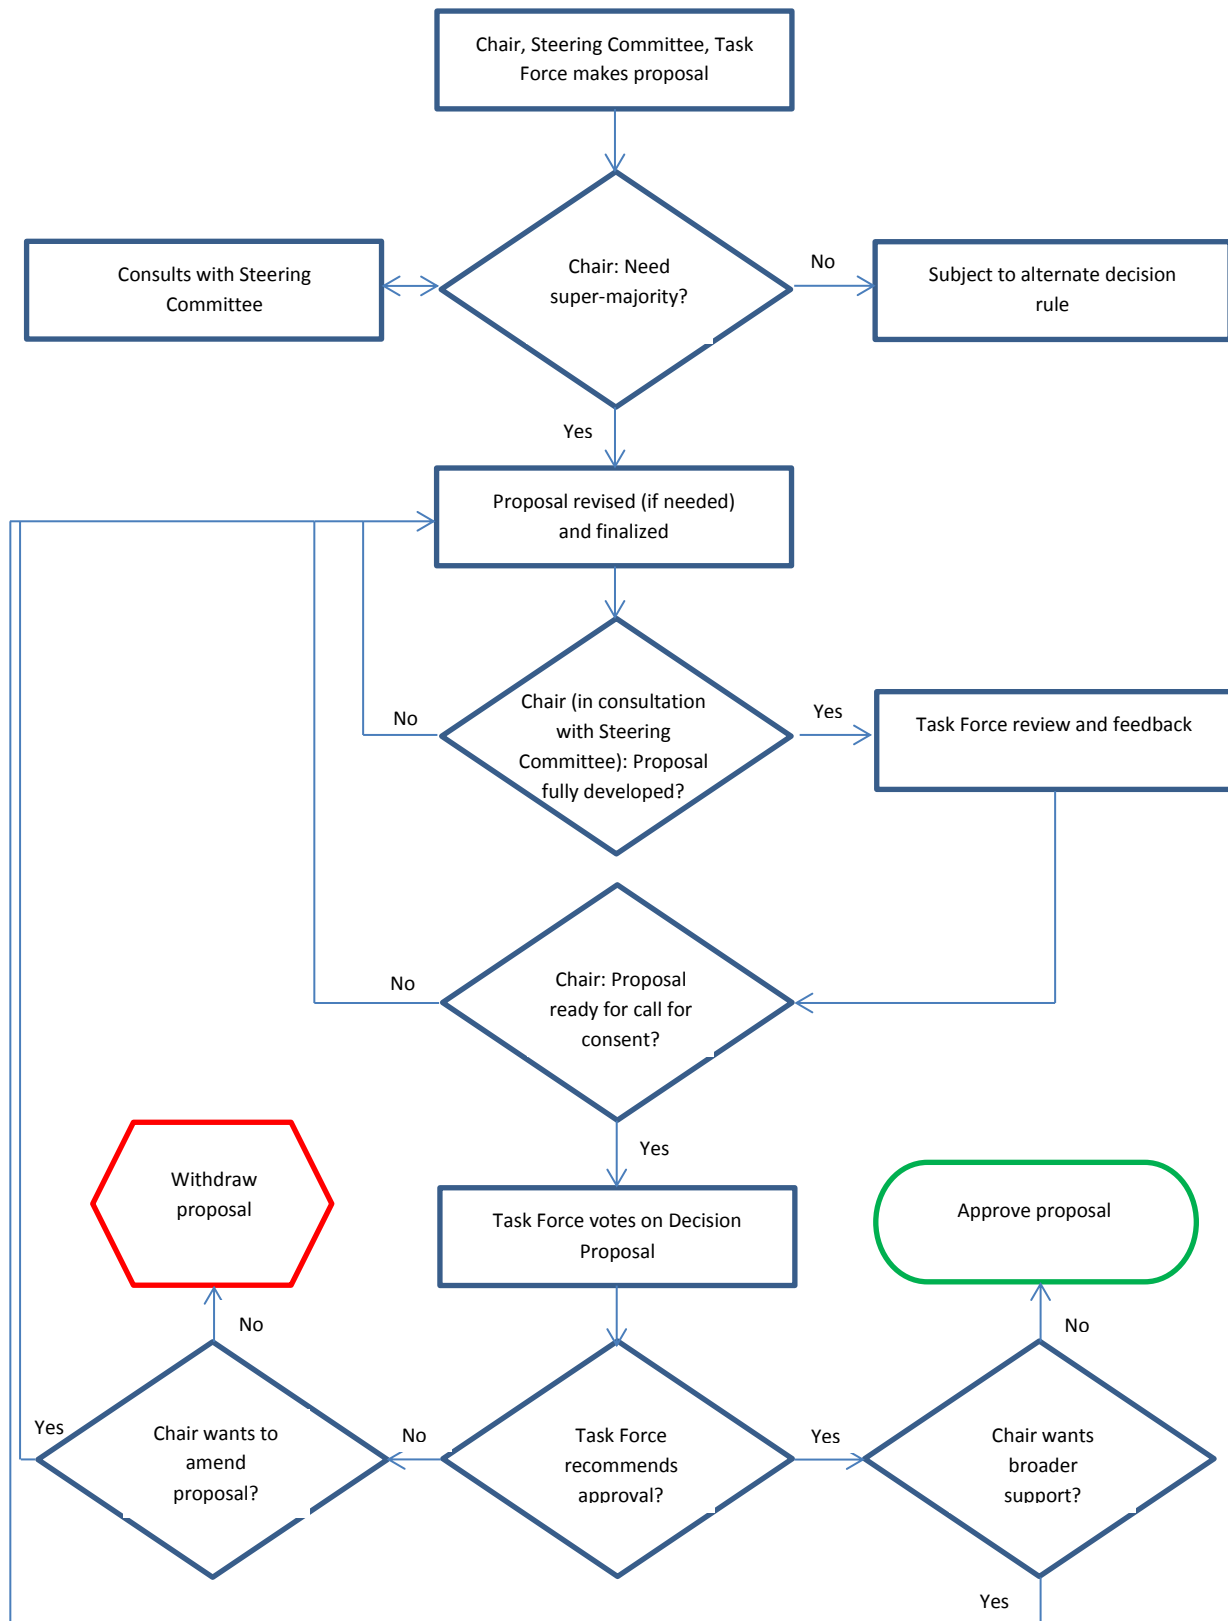 Chair, Steering Committee, Task
Force makes proposal
Consults with Steering
Committee
Chair: Need
super-majority?
No
Subject to alternate decision
rule
Yes
Proposal revised (if needed)
and finalized
No
Chair (in consultation
with Steering
Committee): Proposal
fully developed?
Yes
Task Force review and feedback
No
Chair: Proposal
ready for call for
consent?
Yes
Withdraw
proposal
Task Force votes on Decision
Proposal
Approve proposal
No
No
Yes
Chair wants to
amend
proposal?
No
Task Force
recommends
approval?
Yes
Chair wants
broader
support?
Yes